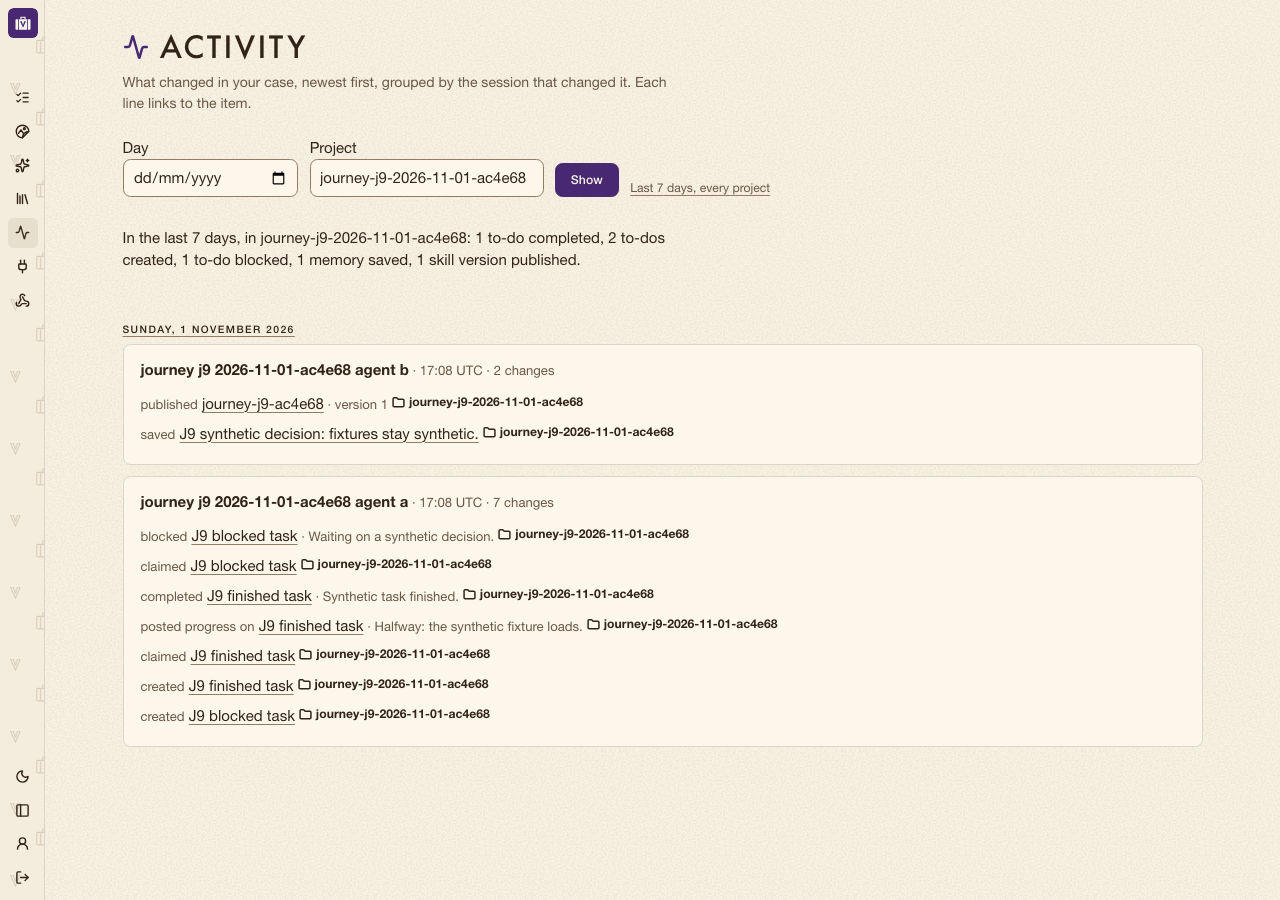 ACTIVITY
What changed in your case, newest first, grouped by the session that changed it. Each
line links to the item.
Day
Project
dd/mm/yyyy
journey-j9-2026-11-01-ac4e68
Show
Last 7 days, every project
In the last 7 days, in journey-j9-2026-11-01-ac4e68: 1 to-do completed, 2 to-dos
created, 1 to-do blocked, 1 memory saved, 1 skill version published.
SUNDAY, 1 NOVEMBER 2026
journey j9 2026-11-01-ac4e68 agent b · 17:08 UTC · 2 changes
published journey-j9-ac4e68 · version 1 journey-j9-2026-11-01-ac4e68
saved J9 synthetic decision: fixtures stay synthetic. journey-j9-2026-11-01-ac4e68
journey j9 2026-11-01-ac4e68 agent a · 17:08 UTC · 7 changes
blocked J9 blocked task · Waiting on a synthetic decision. journey-j9-2026-11-01-ac4e68
claimed J9 blocked task journey-j9-2026-11-01-ac4e68
completed J9 finished task · Synthetic task finished. journey-j9-2026-11-01-ac4e68
posted progress on J9 finished task · Halfway: the synthetic fixture loads. journey-j9-2026-11-01-ac4e68
claimed J9 finished task journey-j9-2026-11-01-ac4e68
created J9 finished task journey-j9-2026-11-01-ac4e68
created J9 blocked task journey-j9-2026-11-01-ac4e68